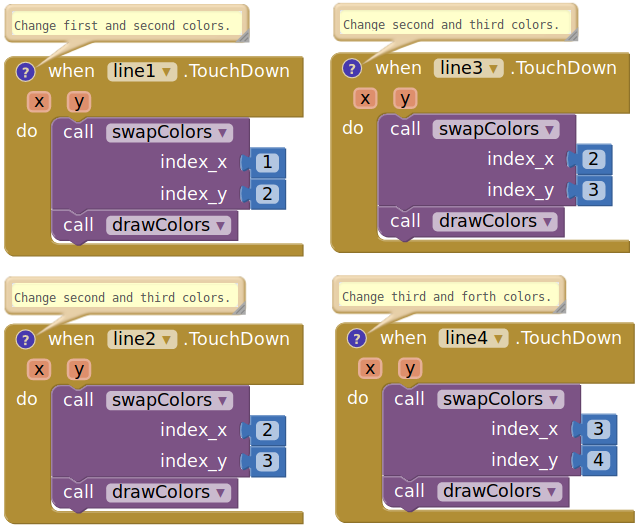 Change first and second colors.
? when line1 .TouchDown
x y
do call swapColors
index_x 1
index_y 2
call drawColors
Change second and third colors.
? when line3 .TouchDown
x y
do call swapColors
index_x 2
index_y 3
call drawColors
Change second and third colors.
? when line2 .TouchDown
x y
do call swapColors
index_x 2
index_y 3
call drawColors
Change third and forth colors.
? when line4 .TouchDown
x y
do call swapColors
index_x 3
index_y 4
call drawColors